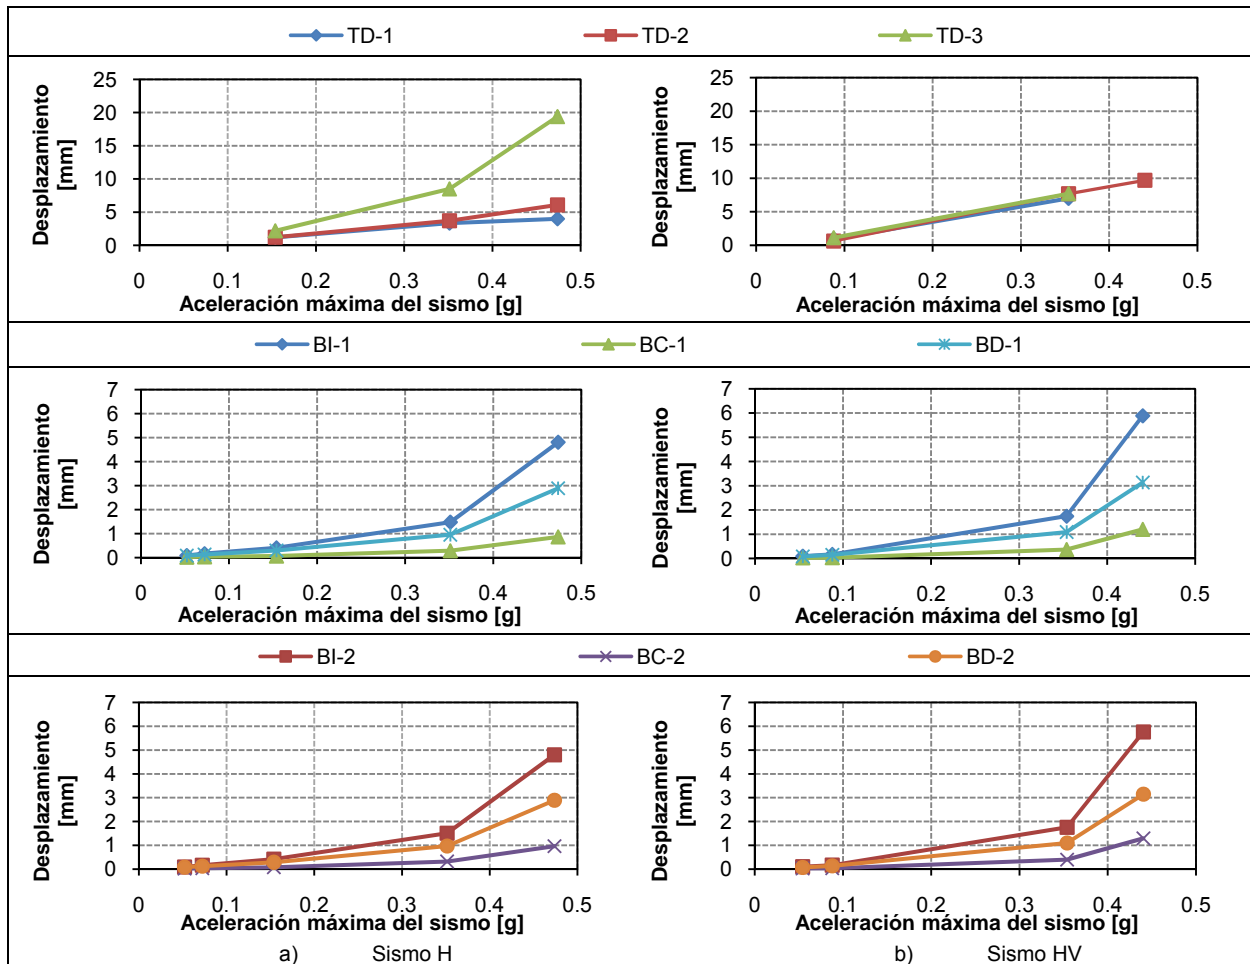 TD-1 TD-2 TD-3
Desplazamiento [mm]
25
20
15
10
5
0
0 0.1 0.2 0.3 0.4 0.5
Aceleración máxima del sismo [g]
Desplazamiento [mm]
25
20
15
10
5
0
0 0.1 0.2 0.3 0.4 0.5
Aceleración máxima del sismo [g]
BI-1 BC-1 BD-1
Desplazamiento [mm]
7
6
5
4
3
2
1
0
0 0.1 0.2 0.3 0.4 0.5
Aceleración máxima del sismo [g]
Desplazamiento [mm]
7
6
5
4
3
2
1
0
0 0.1 0.2 0.3 0.4 0.5
Aceleración máxima del sismo [g]
BI-2 BC-2 BD-2
Desplazamiento [mm]
7
6
5
4
3
2
1
0
0 0.1 0.2 0.3 0.4 0.5
Aceleración máxima del sismo [g]
a) Sismo H
Desplazamiento [mm]
7
6
5
4
3
2
1
0
0 0.1 0.2 0.3 0.4 0.5
Aceleración máxima del sismo [g]
b) Sismo HV